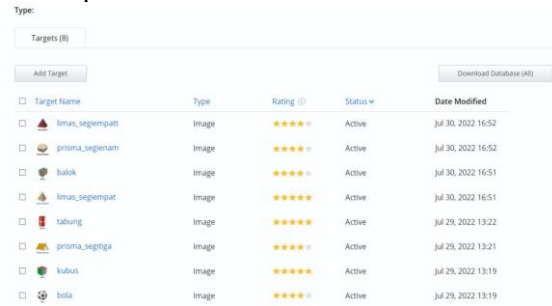 Type:
Targets (8)
Add Target
Download Database (All)
Target Name Type Rating Status Date Modified
limas_segiempatt Image Active Jul 30, 2022 16:52
prisma_segienam Image Active Jul 30, 2022 16:52
balok Image Active Jul 30, 2022 16:51
limas_segiempat Image Active Jul 30, 2022 16:51
tabung Image Active Jul 29, 2022 13:22
prisma_segitiga Image Active Jul 29, 2022 13:21
kubus Image Active Jul 29, 2022 13:19
bola Image Active Jul 29, 2022 13:19